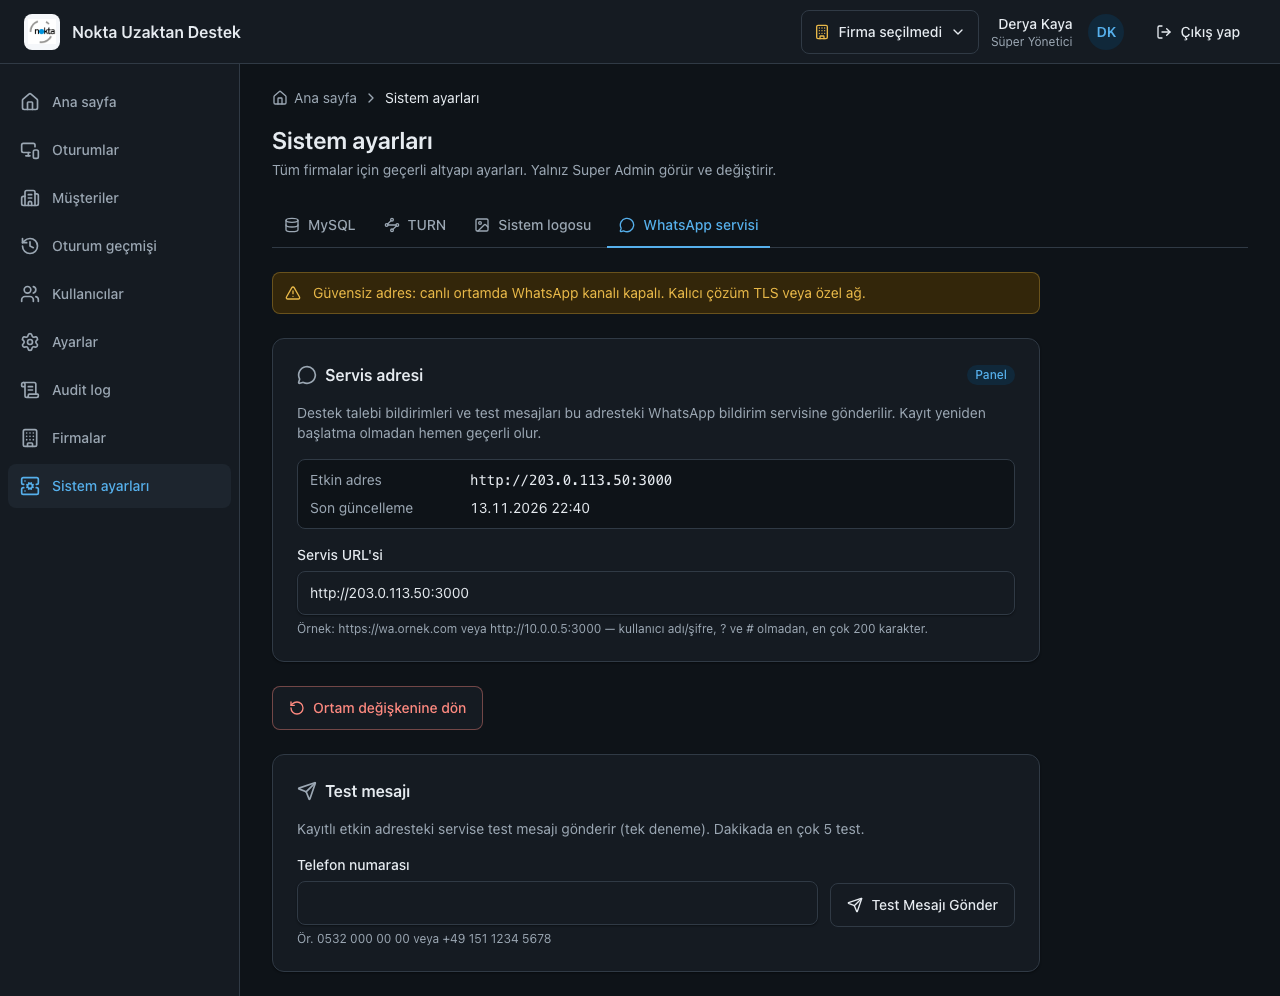 nokta
Nokta Uzaktan Destek
Firma seçilmedi
Derya Kaya
Süper Yönetici
DK
Çıkış yap
Ana sayfa
Oturumlar
Müşteriler
Oturum geçmişi
Kullanıcılar
Ayarlar
Audit log
Firmalar
Sistem ayarları
Ana sayfa > Sistem ayarları
Sistem ayarları
Tüm firmalar için geçerli altyapı ayarları. Yalnız Super Admin görür ve değiştirir.
MySQL TURN Sistem logosu WhatsApp servisi
Güvensiz adres: canlı ortamda WhatsApp kanalı kapalı. Kalıcı çözüm TLS veya özel ağ.
Servis adresi
Panel
Destek talebi bildirimleri ve test mesajları bu adresteki WhatsApp bildirim servisine gönderilir. Kayıt yeniden
başlatma olmadan hemen geçerli olur.
Etkin adres http://203.0.113.50:3000
Son güncelleme 13.11.2026 22:40
Servis URL'si
http://203.0.113.50:3000
Örnek: https://wa.ornek.com veya http://10.0.0.5:3000 — kullanıcı adı/şifre, ? ve # olmadan, en çok 200 karakter.
Ortam değişkenine dön
Test mesajı
Kayıtlı etkin adresteki servise test mesajı gönderir (tek deneme). Dakikada en çok 5 test.
Telefon numarası
Test Mesajı Gönder
Ör. 0532 000 00 00 veya +49 151 1234 5678